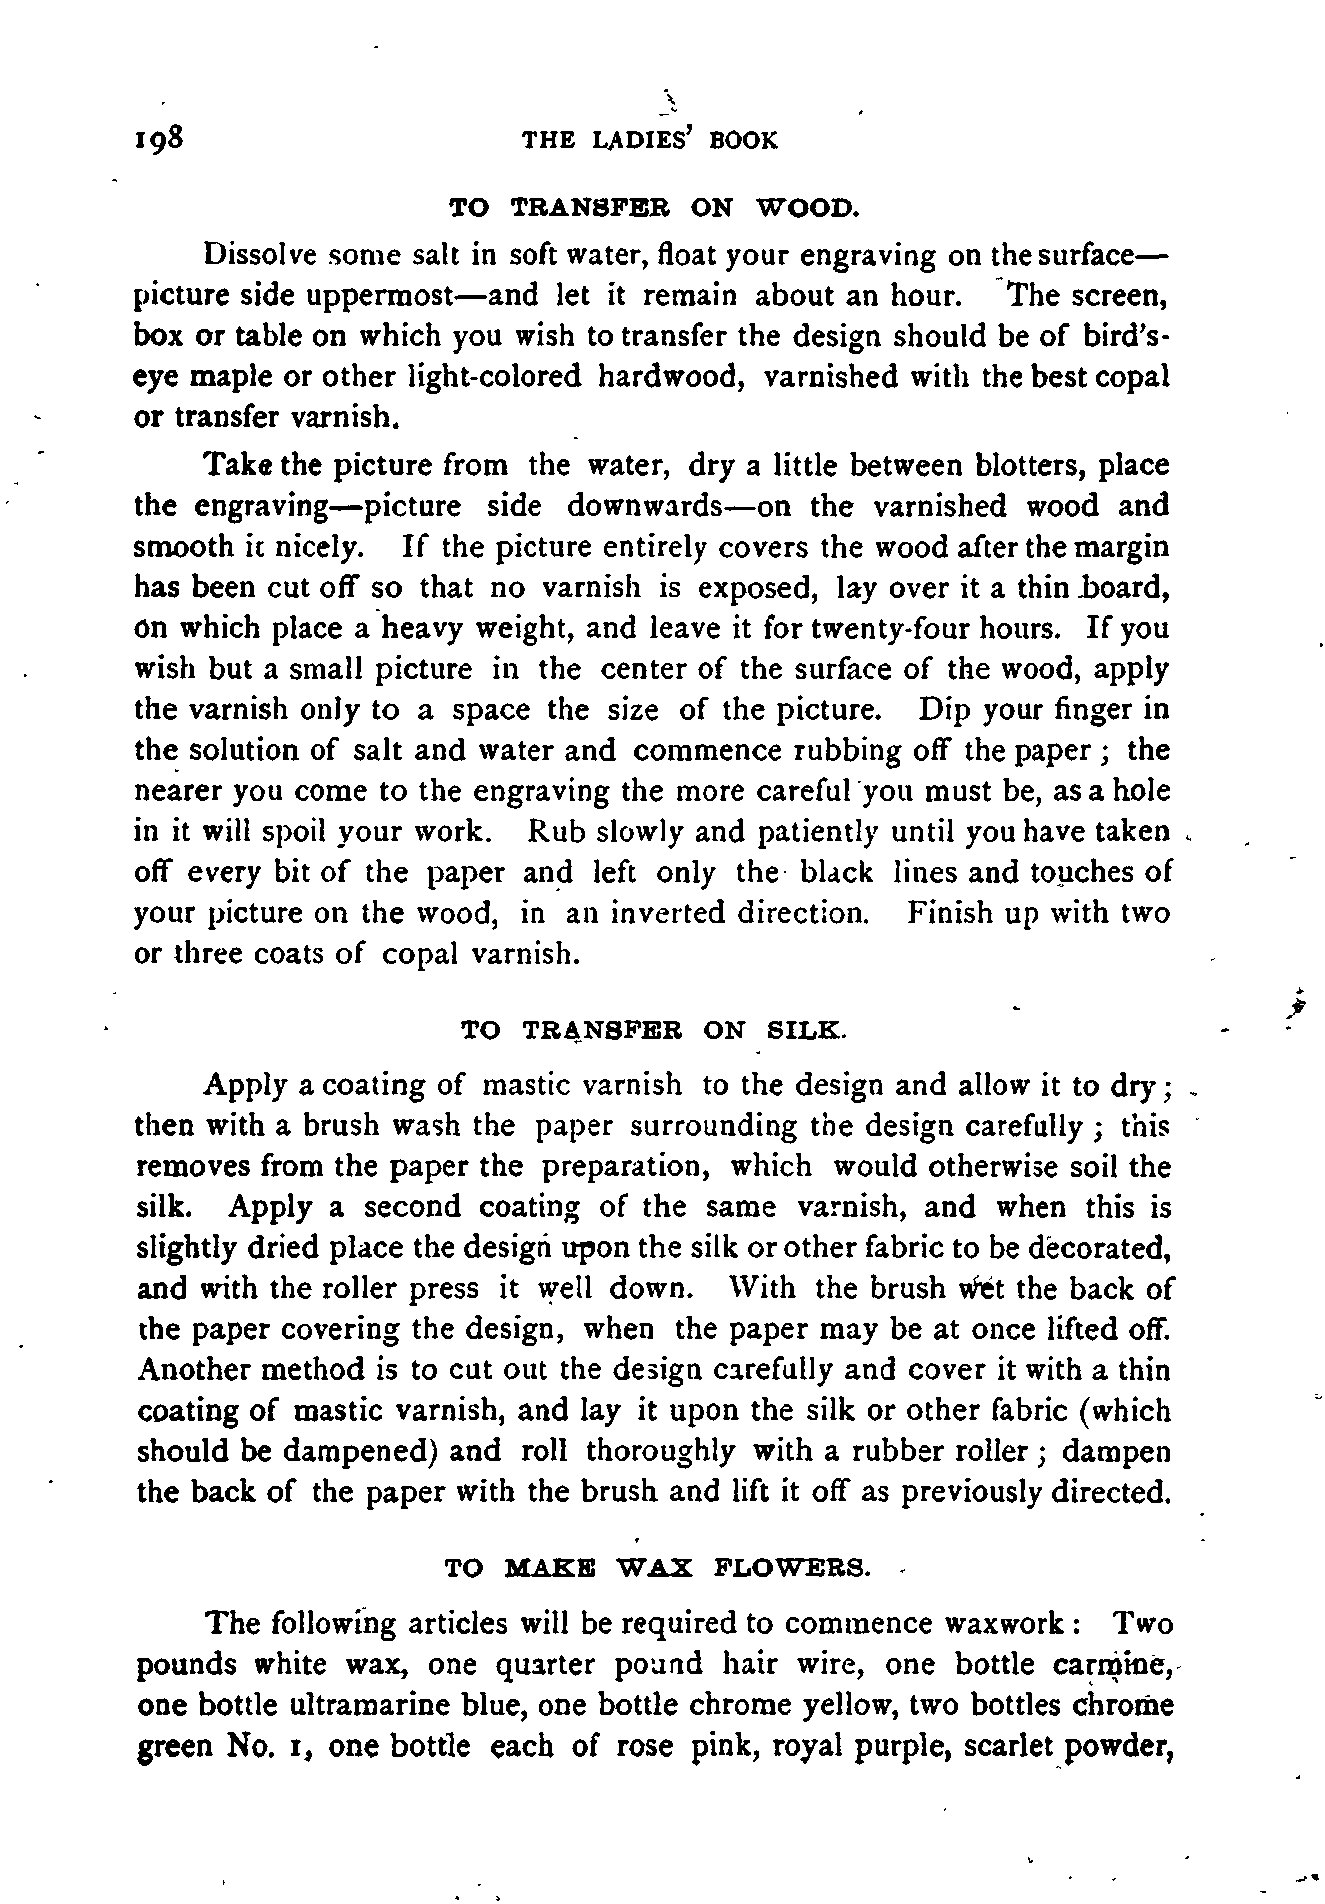 198 THE LADIES' BOOK
TO TRANSFER ON WOOD.
Dissolve some salt in soft water, float your engraving on the surface—
picture side uppermost—and let it remain about an hour. The screen,
box or table on which you wish to transfer the design should be of bird's-
eye maple or other light-colored hardwood, varnished with the best copal
or transfer varnish.
Take the picture from the water, dry a little between blotters, place
the engraving—picture side downwards—on the varnished wood and
smooth it nicely. If the picture entirely covers the wood after the margin
has been cut off so that no varnish is exposed, lay over it a thin board,
on which place a heavy weight, and leave it for twenty-four hours. If you
wish but a small picture in the center of the surface of the wood, apply
the varnish only to a space the size of the picture. Dip your finger in
the solution of salt and water and commence rubbing off the paper; the
nearer you come to the engraving the more careful you must be, as a hole
in it will spoil your work. Rub slowly and patiently until you have taken
off every bit of the paper and left only the black lines and touches of
your picture on the wood, in an inverted direction. Finish up with two
or three coats of copal varnish.
TO TRANSFER ON SILK.
Apply a coating of mastic varnish to the design and allow it to dry;
then with a brush wash the paper surrounding the design carefully; this
removes from the paper the preparation, which would otherwise soil the
silk. Apply a second coating of the same varnish, and when this is
slightly dried place the design upon the silk or other fabric to be decorated,
and with the roller press it well down. With the brush wet the back of
the paper covering the design, when the paper may be at once lifted off.
Another method is to cut out the design carefully and cover it with a thin
coating of mastic varnish, and lay it upon the silk or other fabric (which
should be dampened) and roll thoroughly with a rubber roller; dampen
the back of the paper with the brush and lift it off as previously directed.
TO MAKE WAX FLOWERS.
The following articles will be required to commence waxwork: Two
pounds white wax, one quarter pound hair wire, one bottle carmine,
one bottle ultramarine blue, one bottle chrome yellow, two bottles chrome
green No. 1, one bottle each of rose pink, royal purple, scarlet powder,